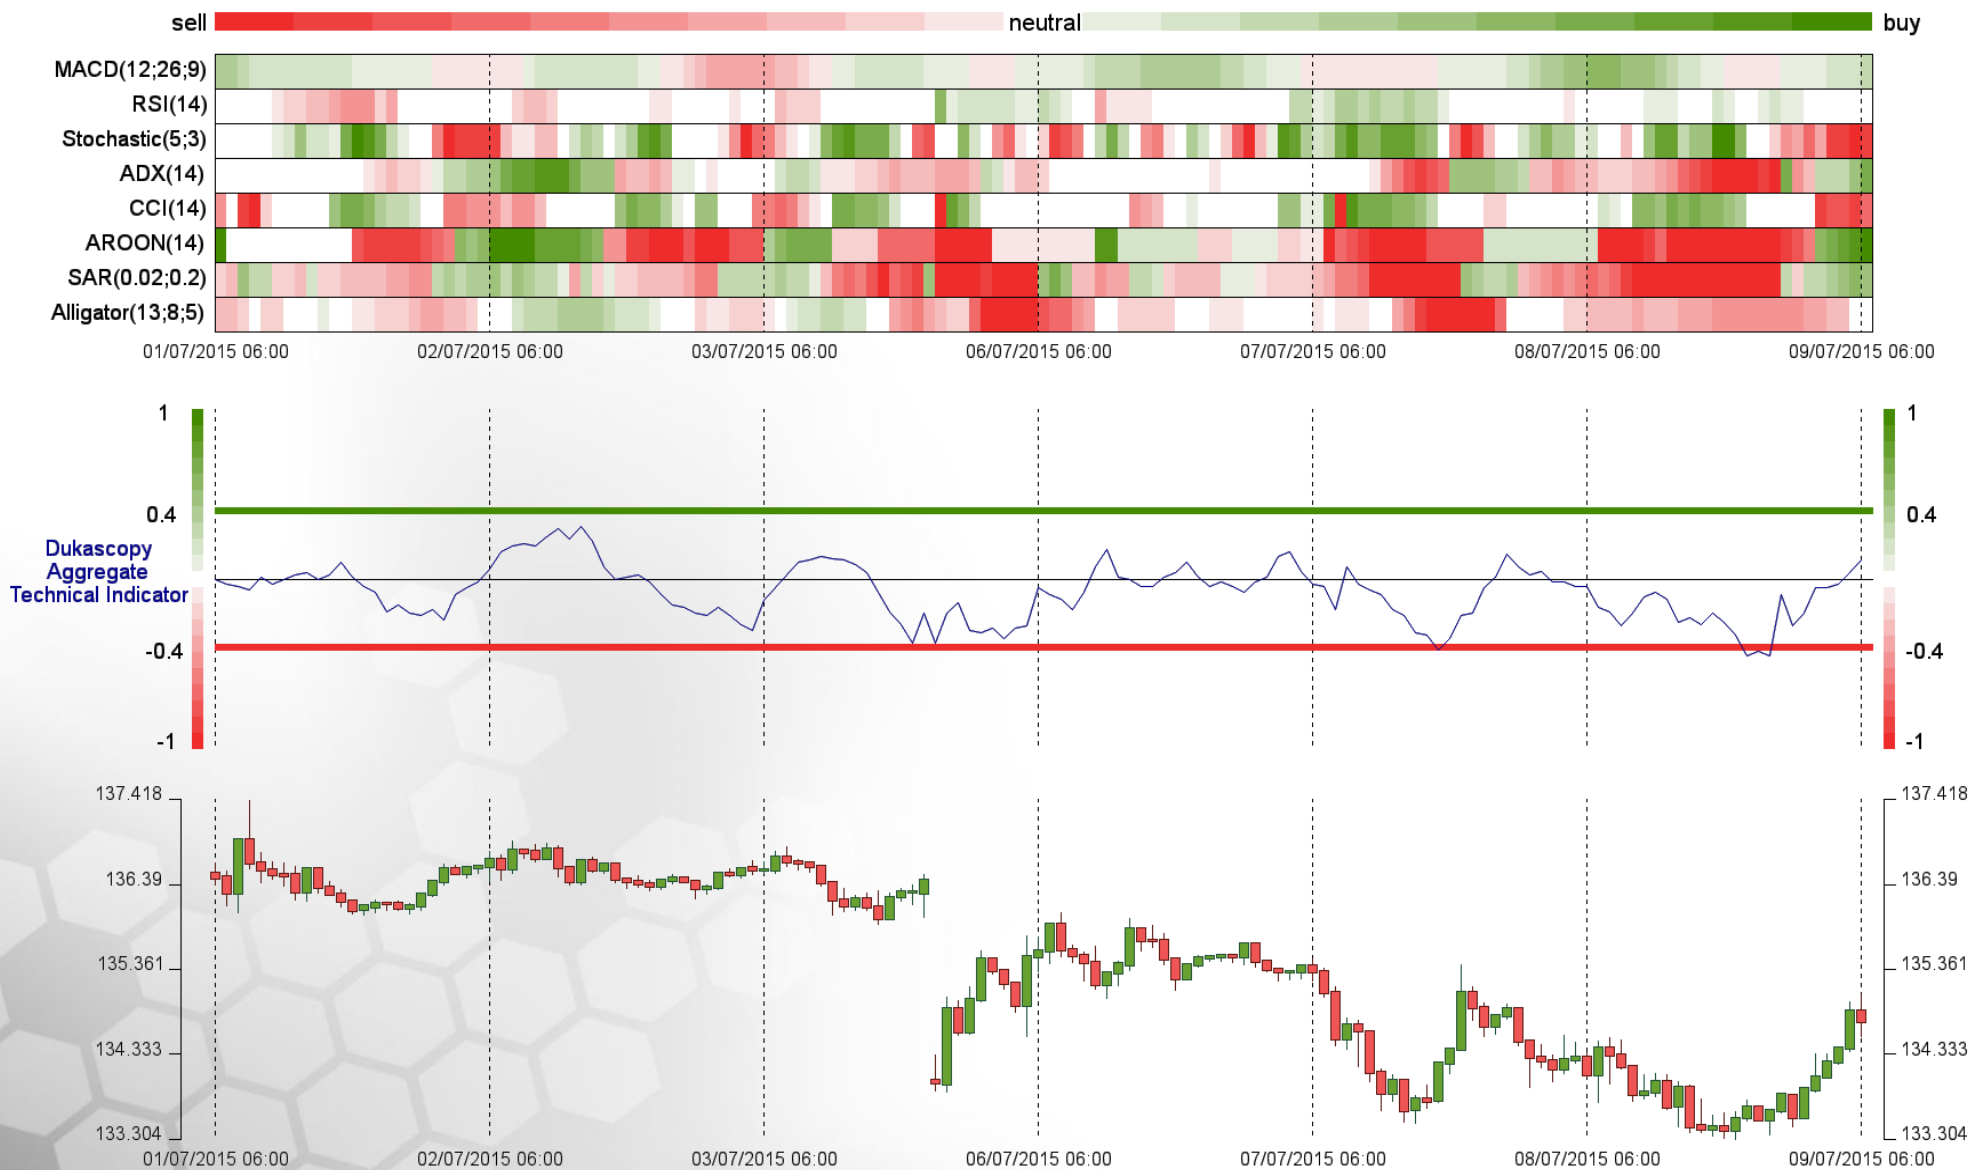 sell neutral buy
MACD(12;26;9)
RSI(14)
Stochastic(5;3)
ADX(14)
CCI(14)
AROON(14)
SAR(0.02;0.2)
Alligator(13;8;5)
01/07/2015 06:00 02/07/2015 06:00 03/07/2015 06:00 06/07/2015 06:00 07/07/2015 06:00 08/07/2015 06:00 09/07/2015 06:00
1 1
0.4 0.4
Dukascopy
Aggregate
Technical Indicator
-0.4 -0.4
-1 -1
137.418 137.418
136.39 136.39
135.361 135.361
134.333 134.333
133.304 133.304
01/07/2015 06:00 02/07/2015 06:00 03/07/2015 06:00 06/07/2015 06:00 07/07/2015 06:00 08/07/2015 06:00 09/07/2015 06:00